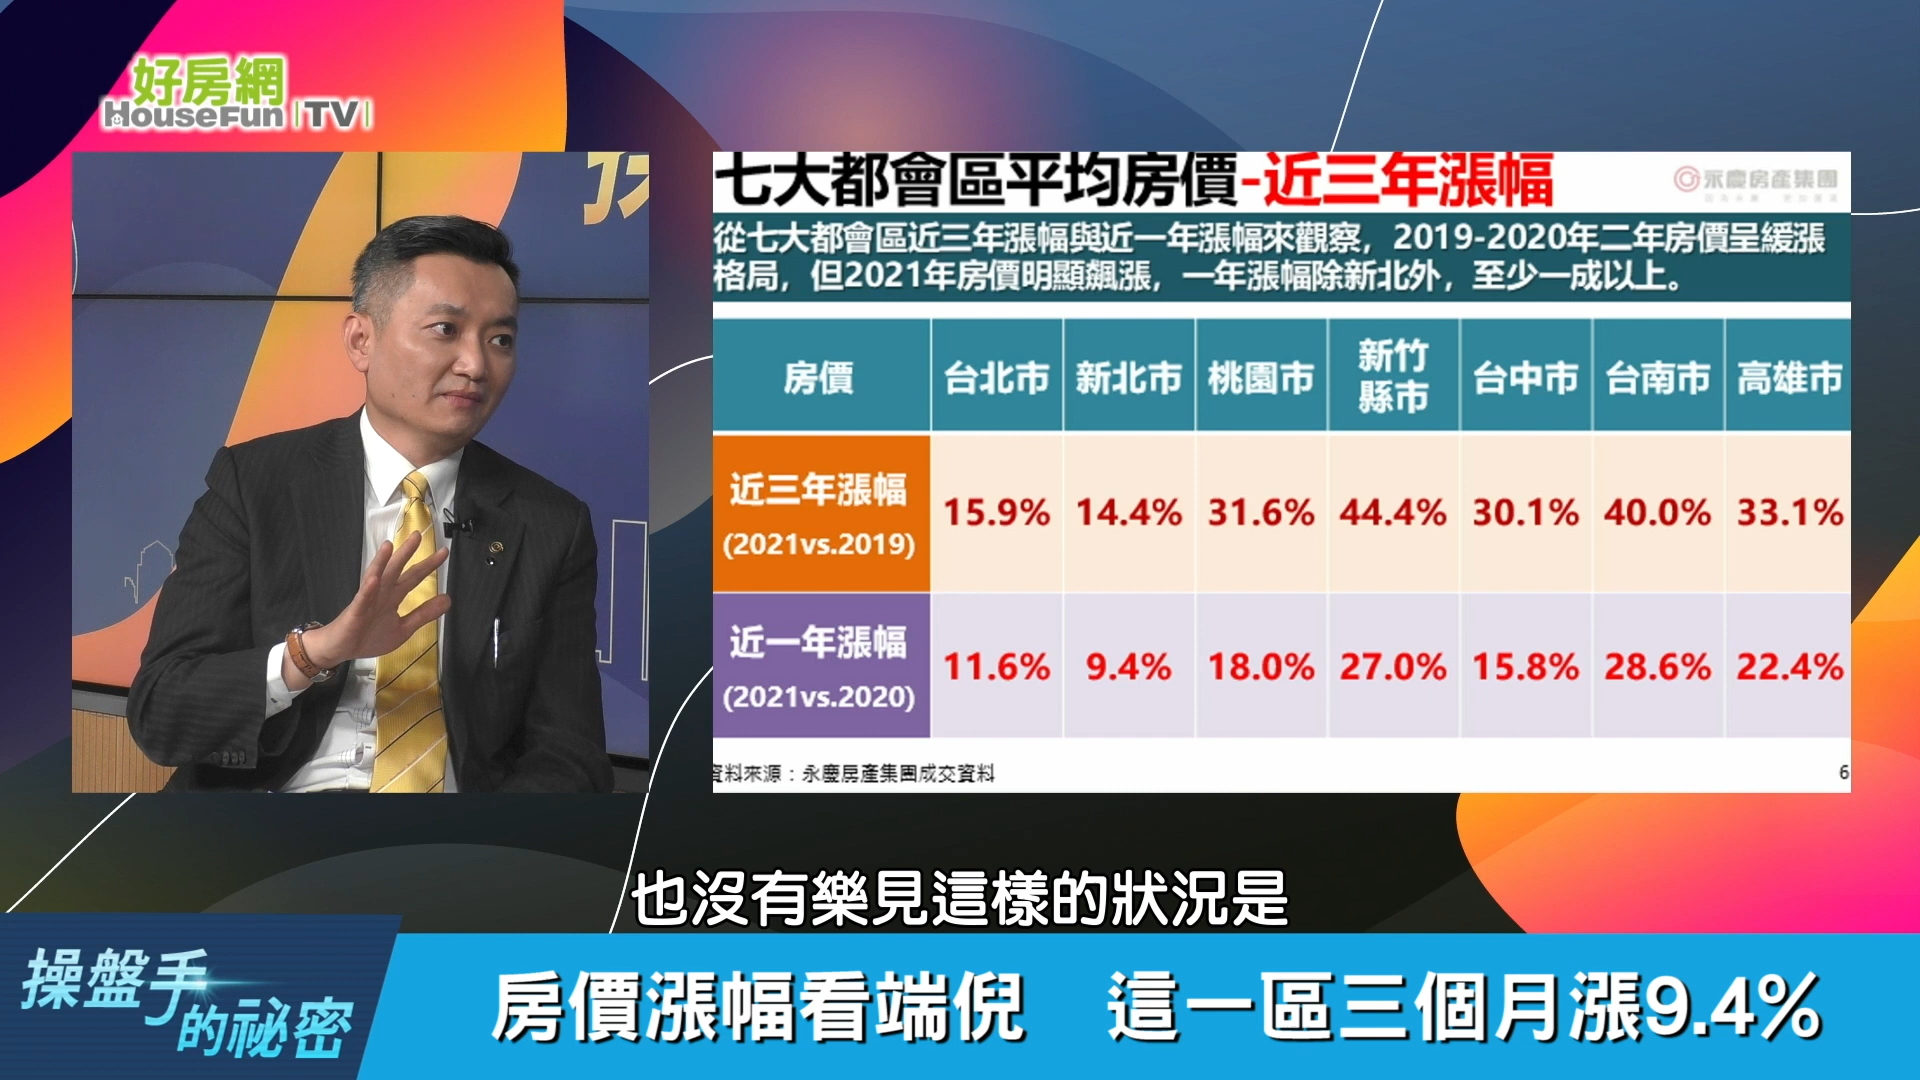 好房網
HouseFun TV
七大都會區平均房價-近三年漲幅
永慶房產集團
從七大都會區近三年漲幅與近一年漲幅來觀察，2019-2020年二年房價呈緩漲
格局，但2021年房價明顯飆漲，一年漲幅除新北外，至少一成以上。
房價 台北市 新北市 桃園市 新竹縣市 台中市 台南市 高雄市
近三年漲幅
(2021vs.2019) 15.9% 14.4% 31.6% 44.4% 30.1% 40.0% 33.1%
近一年漲幅
(2021vs.2020) 11.6% 9.4% 18.0% 27.0% 15.8% 28.6% 22.4%
資料來源：永慶房產集團成交資料
6
也沒有樂見這樣的狀況是
操盤手的祕密
房價漲幅看端倪 這一區三個月漲9.4%